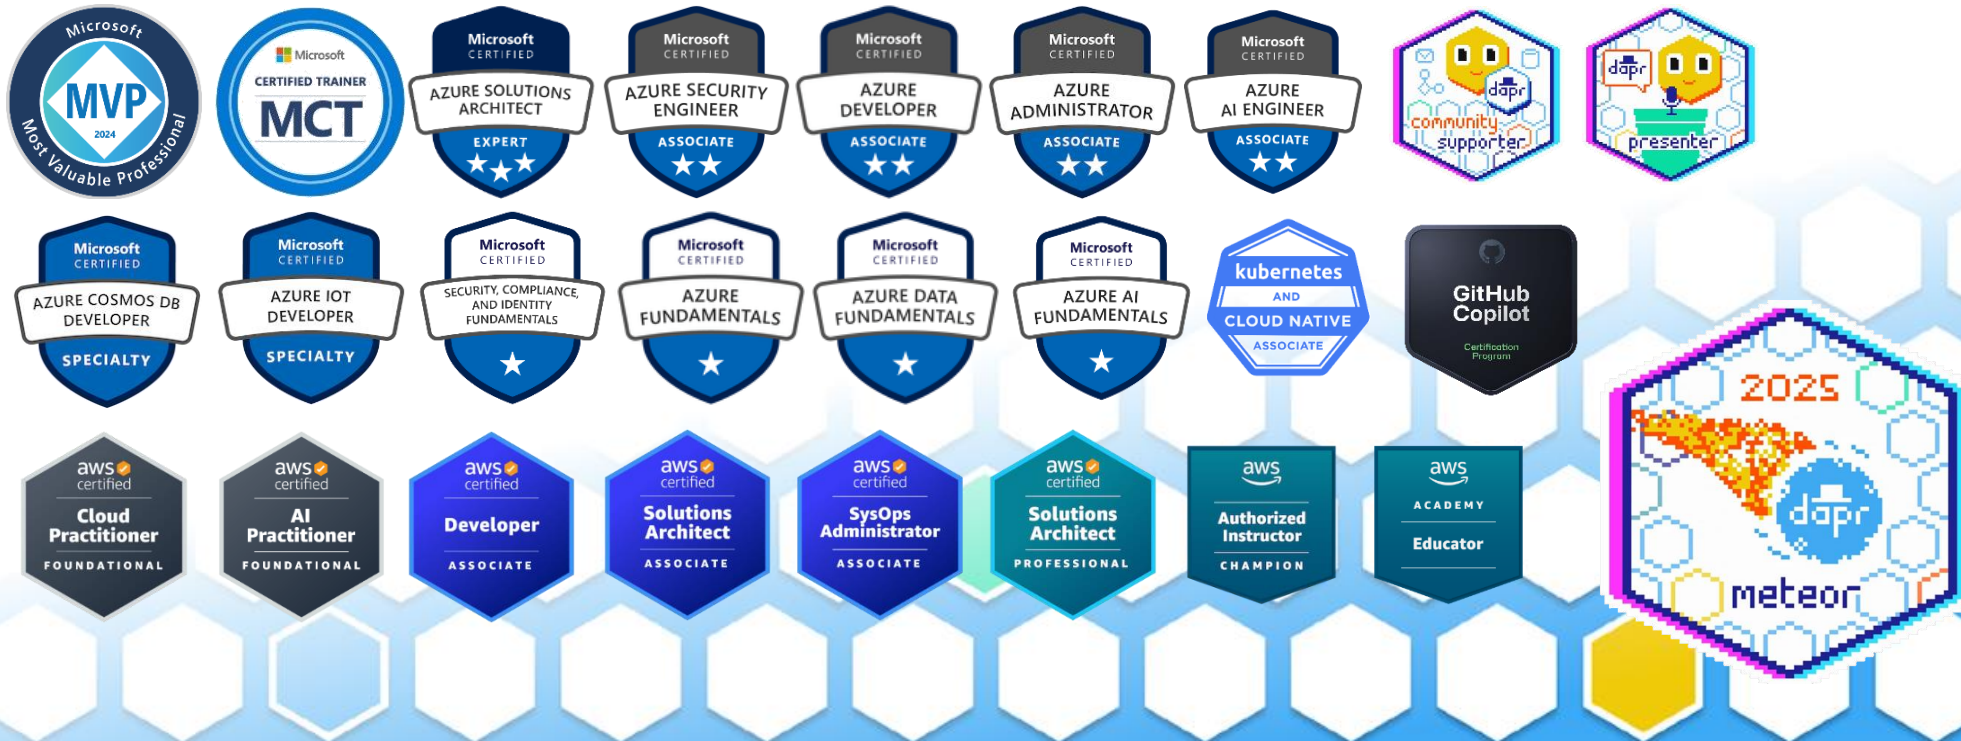 Microsoft
MVP
2024
Most Valuable Professional
Microsoft
CERTIFIED TRAINER
MCT
Microsoft
CERTIFIED
AZURE SOLUTIONS
ARCHITECT
EXPERT
Microsoft
CERTIFIED
AZURE SECURITY
ENGINEER
ASSOCIATE
Microsoft
CERTIFIED
AZURE
DEVELOPER
ASSOCIATE
Microsoft
CERTIFIED
AZURE
ADMINISTRATOR
ASSOCIATE
Microsoft
CERTIFIED
AZURE
AI ENGINEER
ASSOCIATE
dapr
community
supporter
dapr
presenter
Microsoft
CERTIFIED
AZURE COSMOS DB
DEVELOPER
SPECIALTY
Microsoft
CERTIFIED
AZURE IOT
DEVELOPER
SPECIALTY
Microsoft
CERTIFIED
SECURITY, COMPLIANCE,
AND IDENTITY
FUNDAMENTALS
Microsoft
CERTIFIED
AZURE
FUNDAMENTALS
Microsoft
CERTIFIED
AZURE DATA
FUNDAMENTALS
Microsoft
CERTIFIED
AZURE AI
FUNDAMENTALS
kubernetes
AND
CLOUD NATIVE
ASSOCIATE
GitHub
Copilot
Certification
Program
2025
dapr
meteor
aws
certified
Cloud
Practitioner
FOUNDATIONAL
aws
certified
AI
Practitioner
FOUNDATIONAL
aws
certified
Developer
ASSOCIATE
aws
certified
Solutions
Architect
ASSOCIATE
aws
certified
SysOps
Administrator
ASSOCIATE
aws
certified
Solutions
Architect
PROFESSIONAL
aws
Authorized
Instructor
CHAMPION
aws
ACADEMY
Educator